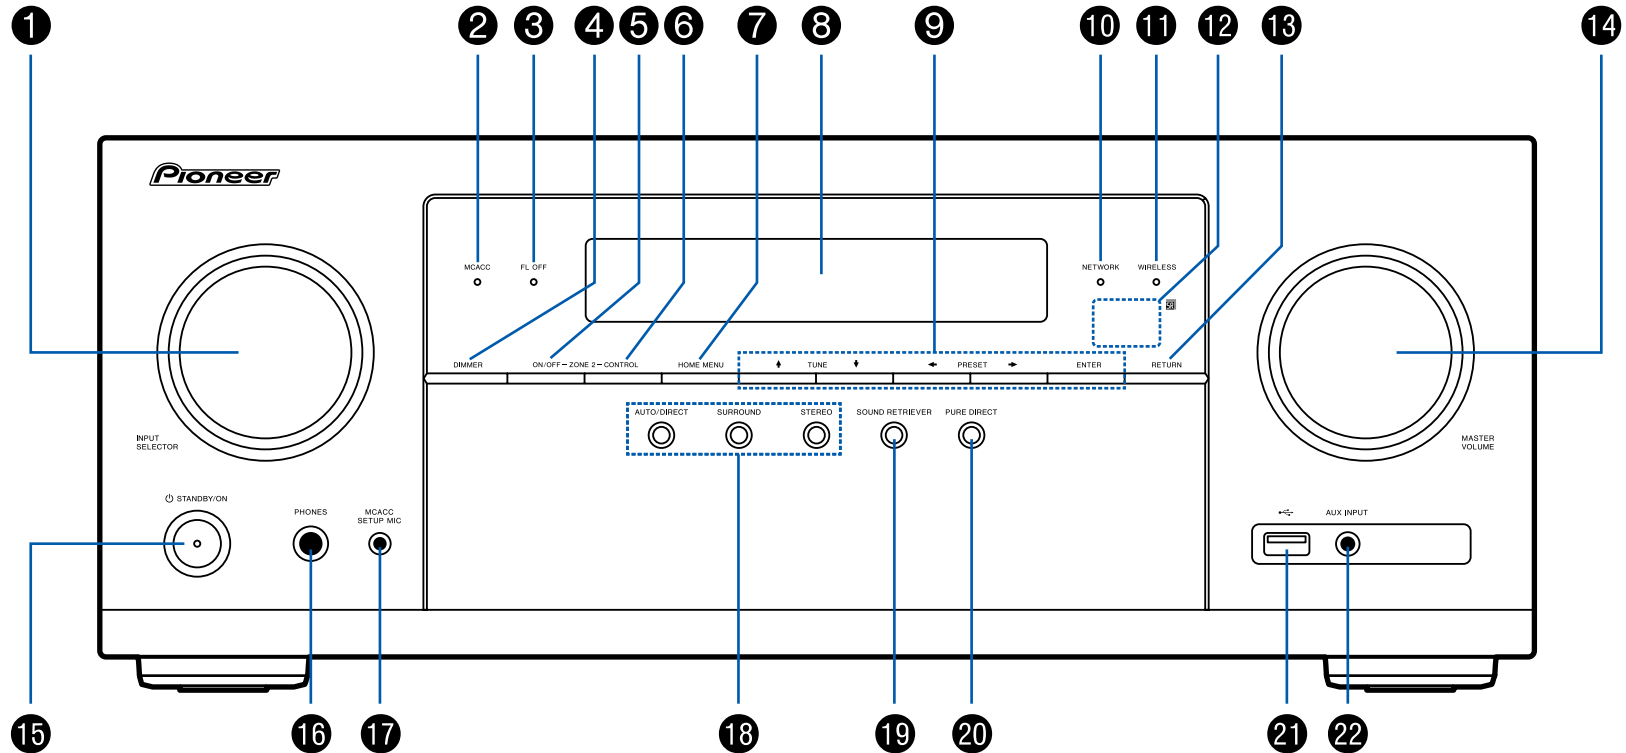 1 2 3 4 5 6 7 8 9 10 11 12 13 14
Pioneer
MCACC FL OFF NETWORK WIRELESS
DIMMER ON/OFF – ZONE 2 – CONTROL HOME MENU TUNE PRESET ENTER RETURN
AUTO/DIRECT SURROUND STEREO SOUND RETRIEVER PURE DIRECT
INPUT
SELECTOR
MASTER
VOLUME
STANDBY/ON
PHONES
MCACC
SETUP MIC
AUX INPUT
15 16 17 18 19 20 21 22